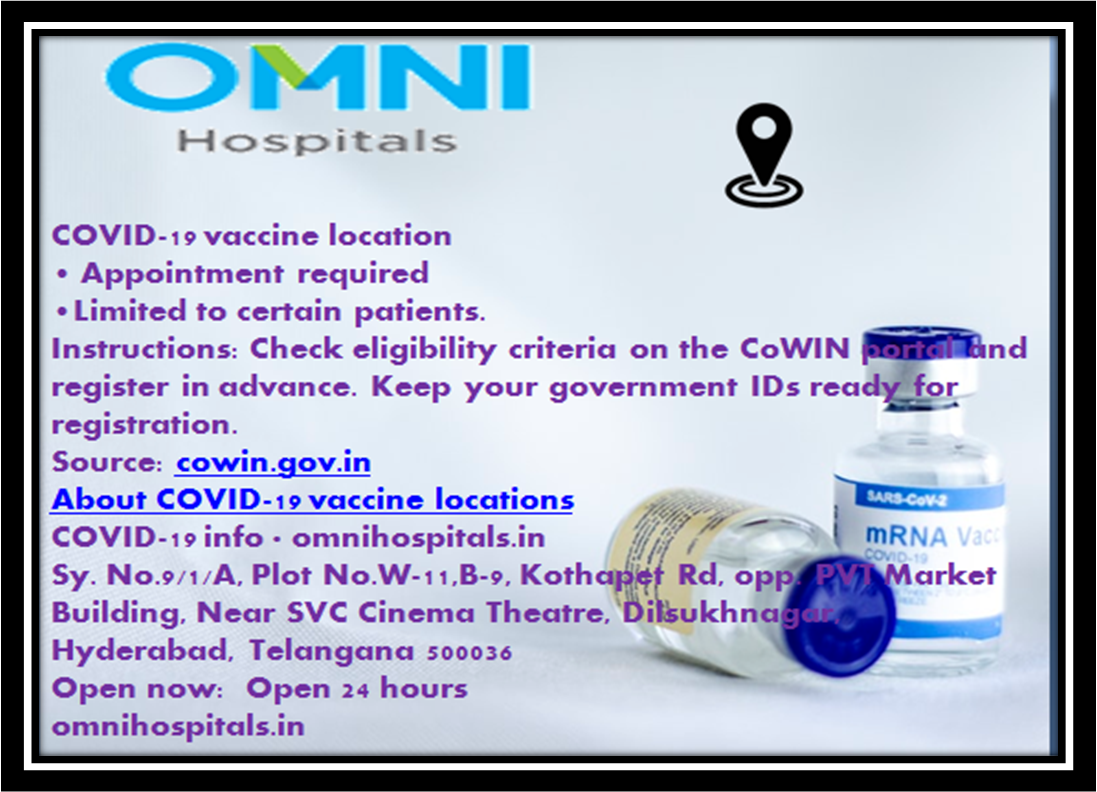 OMNI
Hospitals
COVID-19 vaccine location
• Appointment required
•Limited to certain patients.
Instructions: Check eligibility criteria on the CoWIN portal and
register in advance. Keep your government IDs ready for
registration.
Source: cowin.gov.in
About COVID-19 vaccine locations
COVID-19 info · omnihospitals.in
Sy. No.9/1/A, Plot No.W-11,B-9, Kothapet Rd, opp. PVT Market
Building, Near SVC Cinema Theatre, Dilsukhnagar,
Hyderabad, Telangana 500036
Open now:  Open 24 hours
omnihospitals.in
SARS-CoV-2
mRNA Vacc
COVID-19